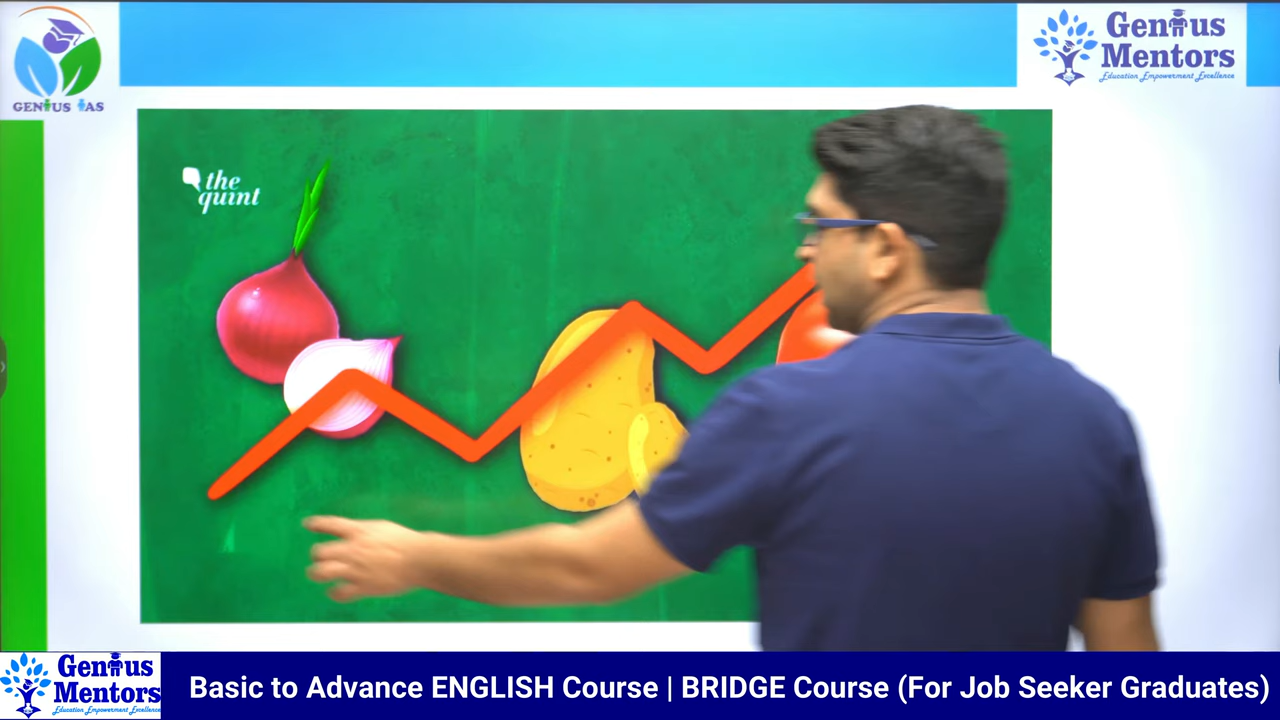 GENIUS IAS
Genius
Mentors
Education Empowerment Excellence
the
quint
Genius
Mentors
Education Empowerment Excellence
Basic to Advance ENGLISH Course | BRIDGE Course (For Job Seeker Graduates)